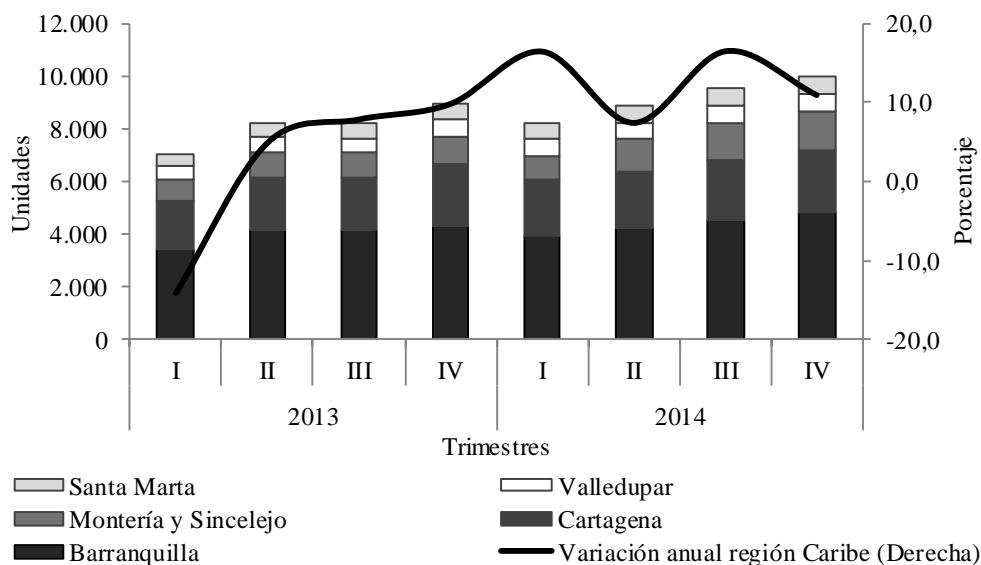 12.000
10.000
8.000
6.000
4.000
2.000
0
Unidades
20,0
10,0
0,0
-10,0
-20,0
Porcentaje
I II III IV I II III IV
2013 2014
Trimestres
Santa Marta Valledupar
Montería y Sincelejo Cartagena
Barranquilla Variación anual región Caribe (Derecha)